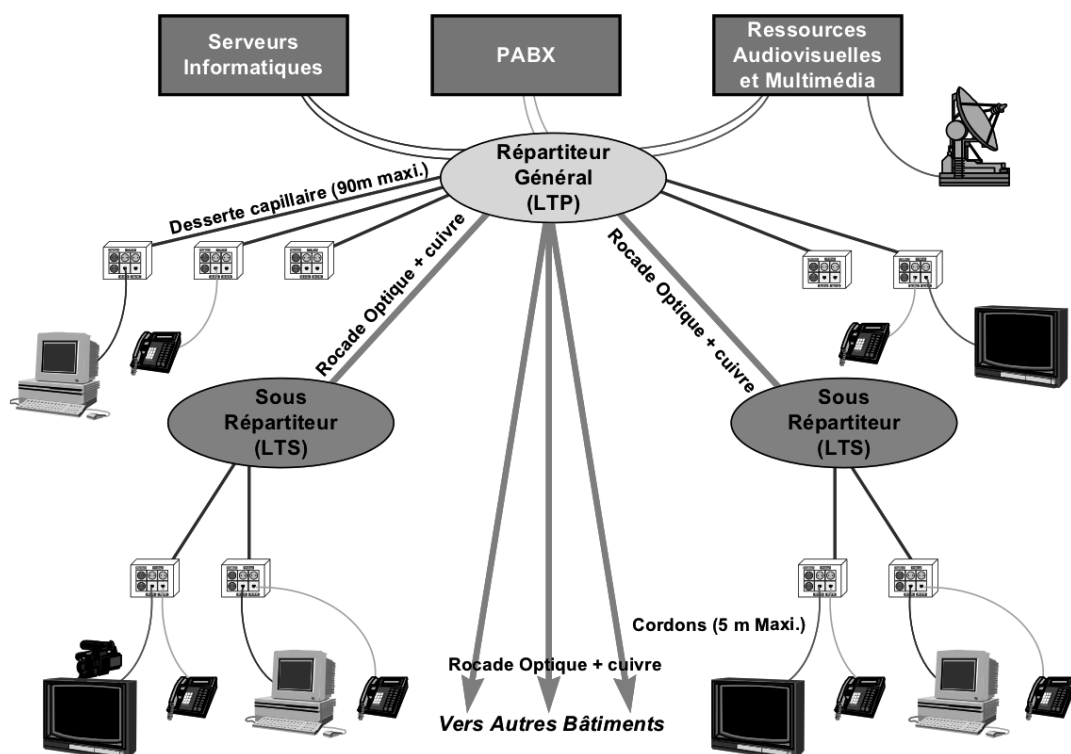 Serveurs
Informatiques
PABX
Ressources
Audiovisuelles
et Multimédia
Répartiteur
Général
(LTP)
Desserte capillaire (90m maxi.)
Rocade Optique + cuivre
Rocade Optique + cuivre
Sous
Répartiteur
(LTS)
Sous
Répartiteur
(LTS)
Cordons (5 m Maxi.)
Rocade Optique + cuivre
Vers Autres Bâtiments